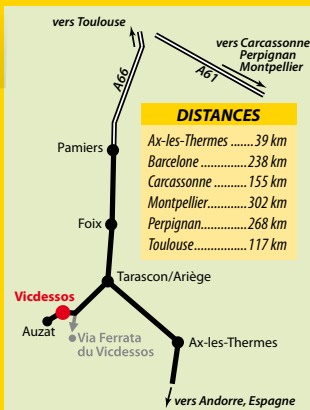 vers Toulouse
vers Carcassonne
Perpignan
Montpellier
A66
A61
DISTANCES
Ax-les-Thermes .......39 km
Barcelone ............238 km
Carcassonne ..........155 km
Montpellier...........302 km
Perpignan ............268 km
Toulouse..............117 km
Pamiers
Foix
Tarascon/Ariège
Vicdessos
Auzat
Via Ferrata
du Vicdessos
Ax-les-Thermes
vers Andorre, Espagne